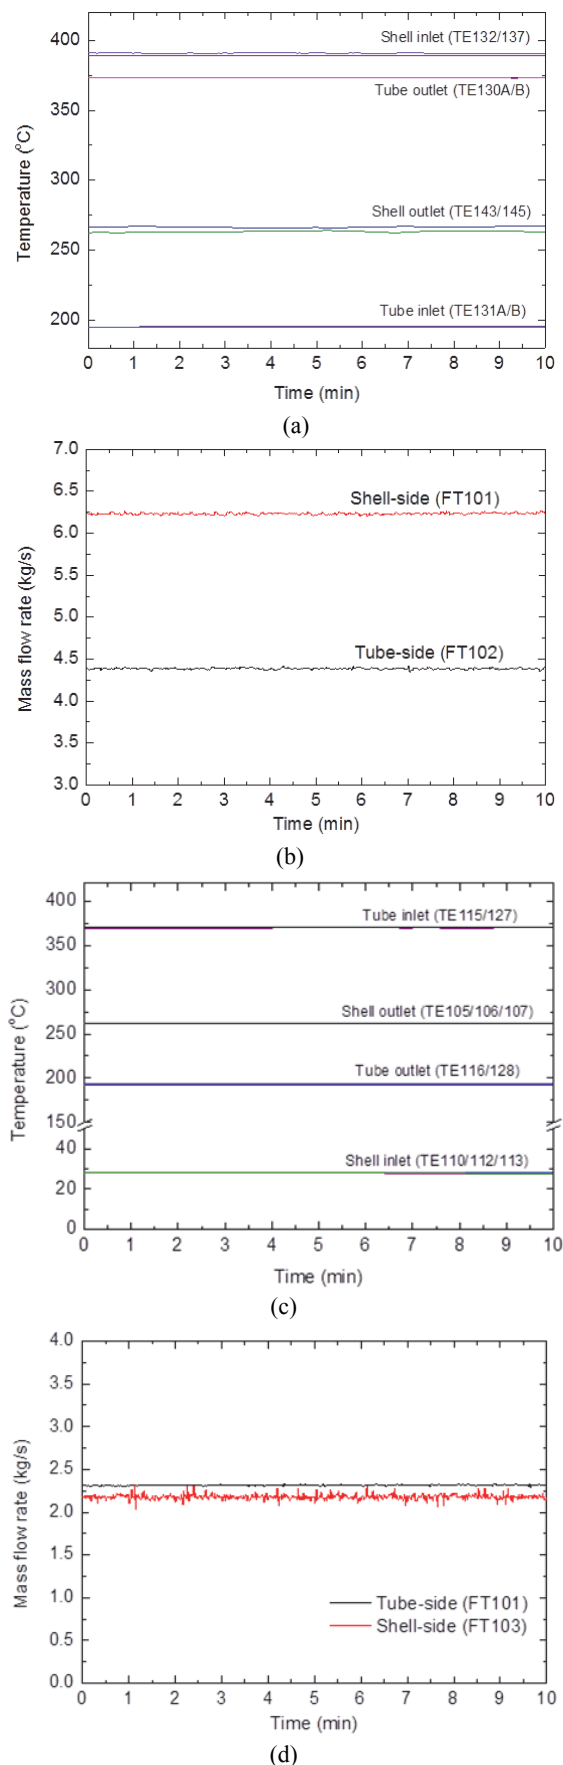 400
350
300
250
200
Temperature (°C)
Shell inlet (TE132/137)
Tube outlet (TE130A/B)
Shell outlet (TE143/145)
Tube inlet (TE131A/B)
0 1 2 3 4 5 6 7 8 9 10
Time (min)
(a)
7.0
6.5
6.0
5.5
5.0
4.5
4.0
3.5
3.0
Mass flow rate (kg/s)
Shell-side (FT101)
Tube-side (FT102)
0 1 2 3 4 5 6 7 8 9 10
Time (min)
(b)
400
350
300
250
200
150
40
20
0
Temperature (°C)
Tube inlet (TE115/127)
Shell outlet (TE105/106/107)
Tube outlet (TE116/128)
Shell inlet (TE110/112/113)
0 1 2 3 4 5 6 7 8 9 10
Time (min)
(c)
4.0
3.5
3.0
2.5
2.0
1.5
1.0
0.5
0.0
Mass flow rate (kg/s)
Tube-side (FT101)
Shell-side (FT103)
0 1 2 3 4 5 6 7 8 9 10
Time (min)
(d)